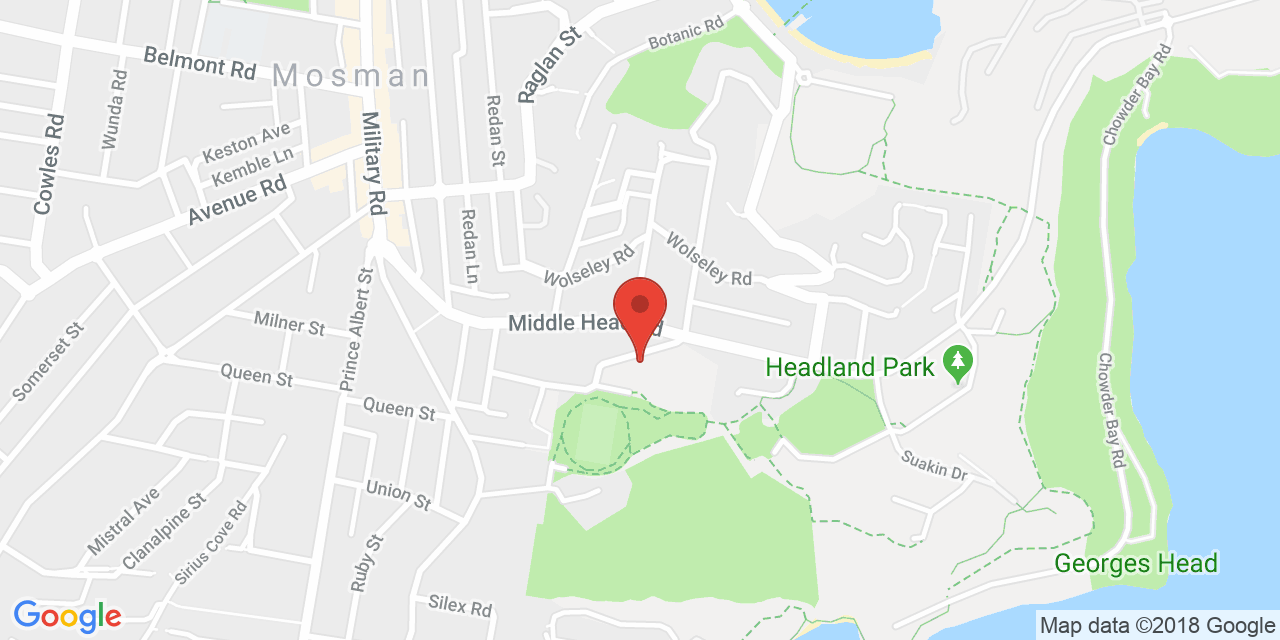 Botanic Rd
Raglan St
Belmont Rd
Mosman
Wunda Rd
Redan St
Chowder Bay Rd
Cowles Rd
Keston Ave
Kemble Ln
Military Rd
Avenue Rd
Redan Ln
Wolseley Rd
Wolseley Rd
Prince Albert St
Milner St
Middle Head Rd
Somerset St
Queen St
Queen St
Headland Park
Chowder Bay Rd
Suakin Dr
Union St
Mistral Ave
Clanalpine St
Sirius Cove Rd
Ruby St
Georges Head
Silex Rd
Google
Map data ©2018 Google